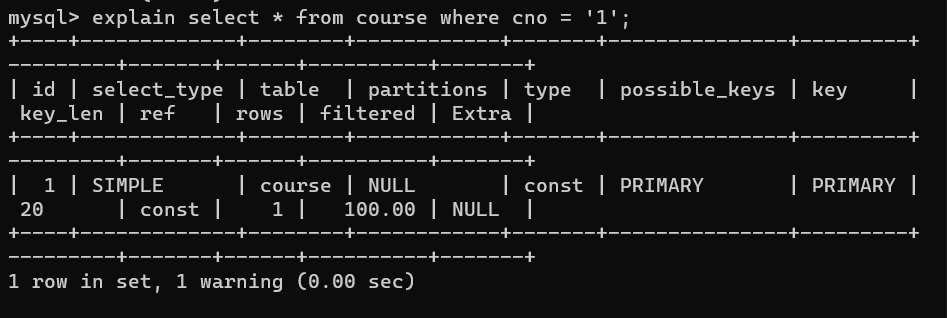 mysql> explain select * from course where cno = '1';
+----+-------------+--------+------------+-------+---------------+---------+
---------+-------+------+----------+-------+
| id | select_type | table  | partitions | type  | possible_keys | key     |
 key_len | ref   | rows | filtered | Extra |
+----+-------------+--------+------------+-------+---------------+---------+
---------+-------+------+----------+-------+
|  1 | SIMPLE      | course | NULL       | const | PRIMARY       | PRIMARY |
 20      | const |    1 |   100.00 | NULL  |
+----+-------------+--------+------------+-------+---------------+---------+
---------+-------+------+----------+-------+
1 row in set, 1 warning (0.00 sec)